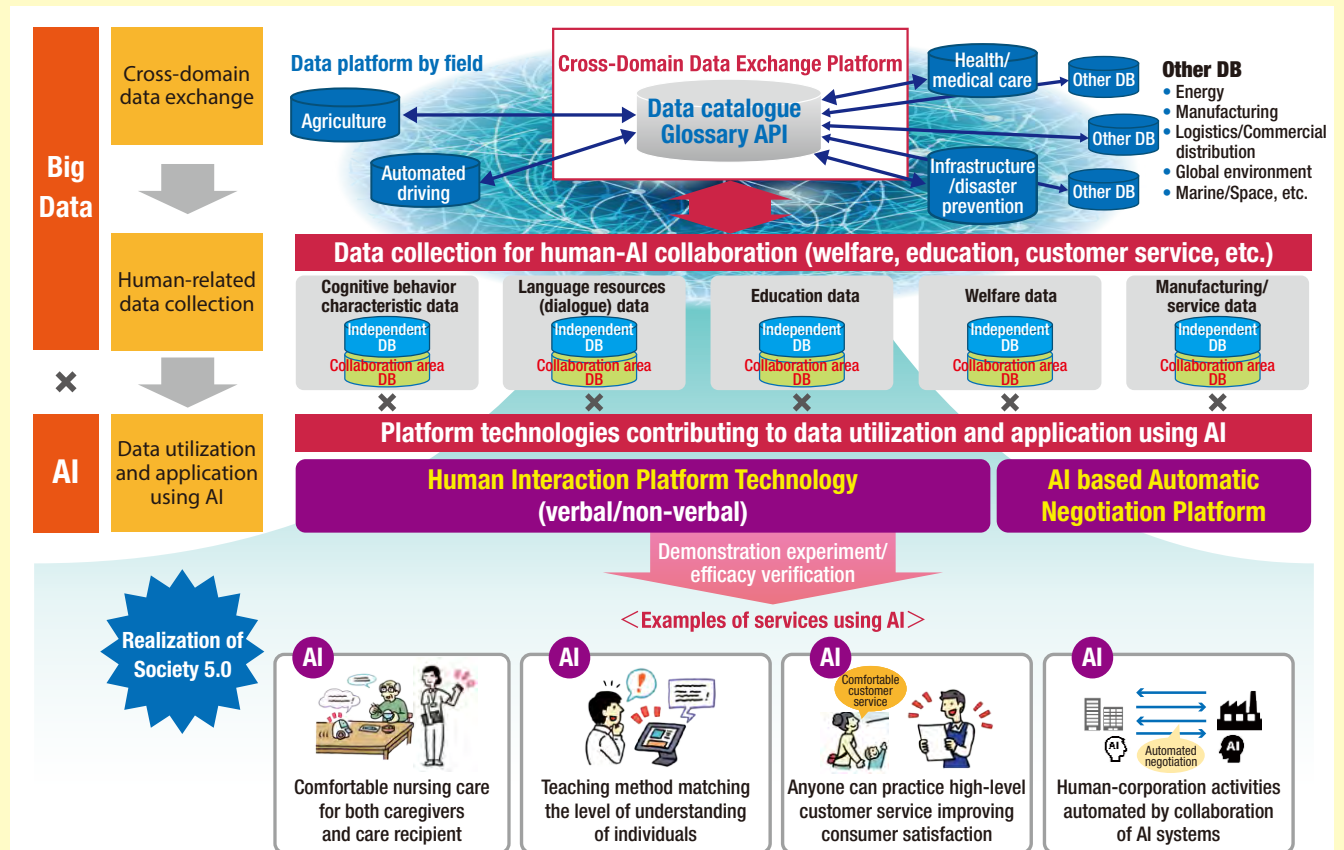 Big
Data
×
AI
Cross-domain
data exchange
Human-related
data collection
Data utilization
and application
using AI
Data platform by field
Agriculture
Automated
driving
Cross-Domain Data Exchange Platform
Data catalogue
Glossary API
Health/
medical care
Infrastructure
/disaster
prevention
Other DB
Other DB
Other DB
Other DB
• Energy
• Manufacturing
• Logistics/Commercial
distribution
• Global environment
• Marine/Space, etc.
Data collection for human-AI collaboration (welfare, education, customer service, etc.)
Cognitive behavior
characteristic data
Independent
DB
Collaboration area
DB
×
Language resources
(dialogue) data
Independent
DB
Collaboration area
DB
×
Education data
Independent
DB
Collaboration area
DB
×
Welfare data
Independent
DB
Collaboration area
DB
×
Manufacturing/
service data
Independent
DB
Collaboration area
DB
×
Platform technologies contributing to data utilization and application using AI
Human Interaction Platform Technology
(verbal/non-verbal)
AI based Automatic
Negotiation Platform
Demonstration experiment/
efficacy verification
<Examples of services using AI>
Realization of
Society 5.0
AI
Comfortable nursing care
for both caregivers
and care recipient
AI
Teaching method matching
the level of understanding
of individuals
AI
Comfortable
customer
service
Anyone can practice high-level
customer service improving
consumer satisfaction
AI
AI
AI
Automated
negotiation
Human-corporation activities
automated by collaboration
of AI systems